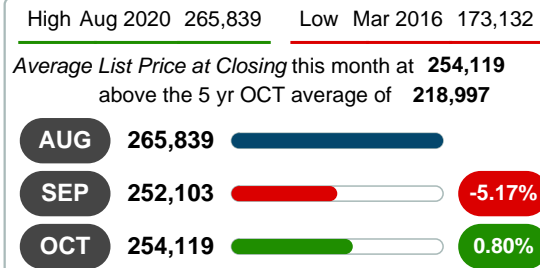 High Aug 2020 265,839 Low Mar 2016 173,132
Average List Price at Closing this month at 254,119
above the 5 yr OCT average of 218,997
AUG 265,839
SEP 252,103 -5.17%
OCT 254,119 0.80%